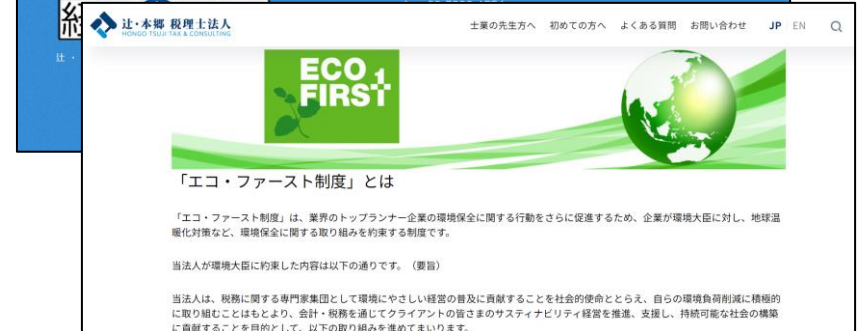 経
辻・
辻・本郷 税理士法人
HONGO TSUJI TAX & CONSULTING
士業の先生方へ 初めての方へ よくある質問 お問い合わせ JP EN
ECO
FIRST
「エコ・ファースト制度」とは
「エコ・ファースト制度」は、業界のトップランナー企業の環境保全に関する行動をさらに促進するため、企業が環境大臣に対し、地球温
暖化対策など、環境保全に関する取り組みを約束する制度です。
当法人が環境大臣に約束した内容は以下の通りです。（要旨）
当法人は、税務に関する専門家集団として環境にやさしい経営の普及に貢献することを社会的使命ととらえ、自らの環境負荷削減に積極的
に取り組むことはもとより、会計・税務を通じてクライアントの皆さまのサスティナビリティ経営を推進、支援し、持続可能な社会の構築
に貢献することを目的として、以下の取り組みを進めてまいります。